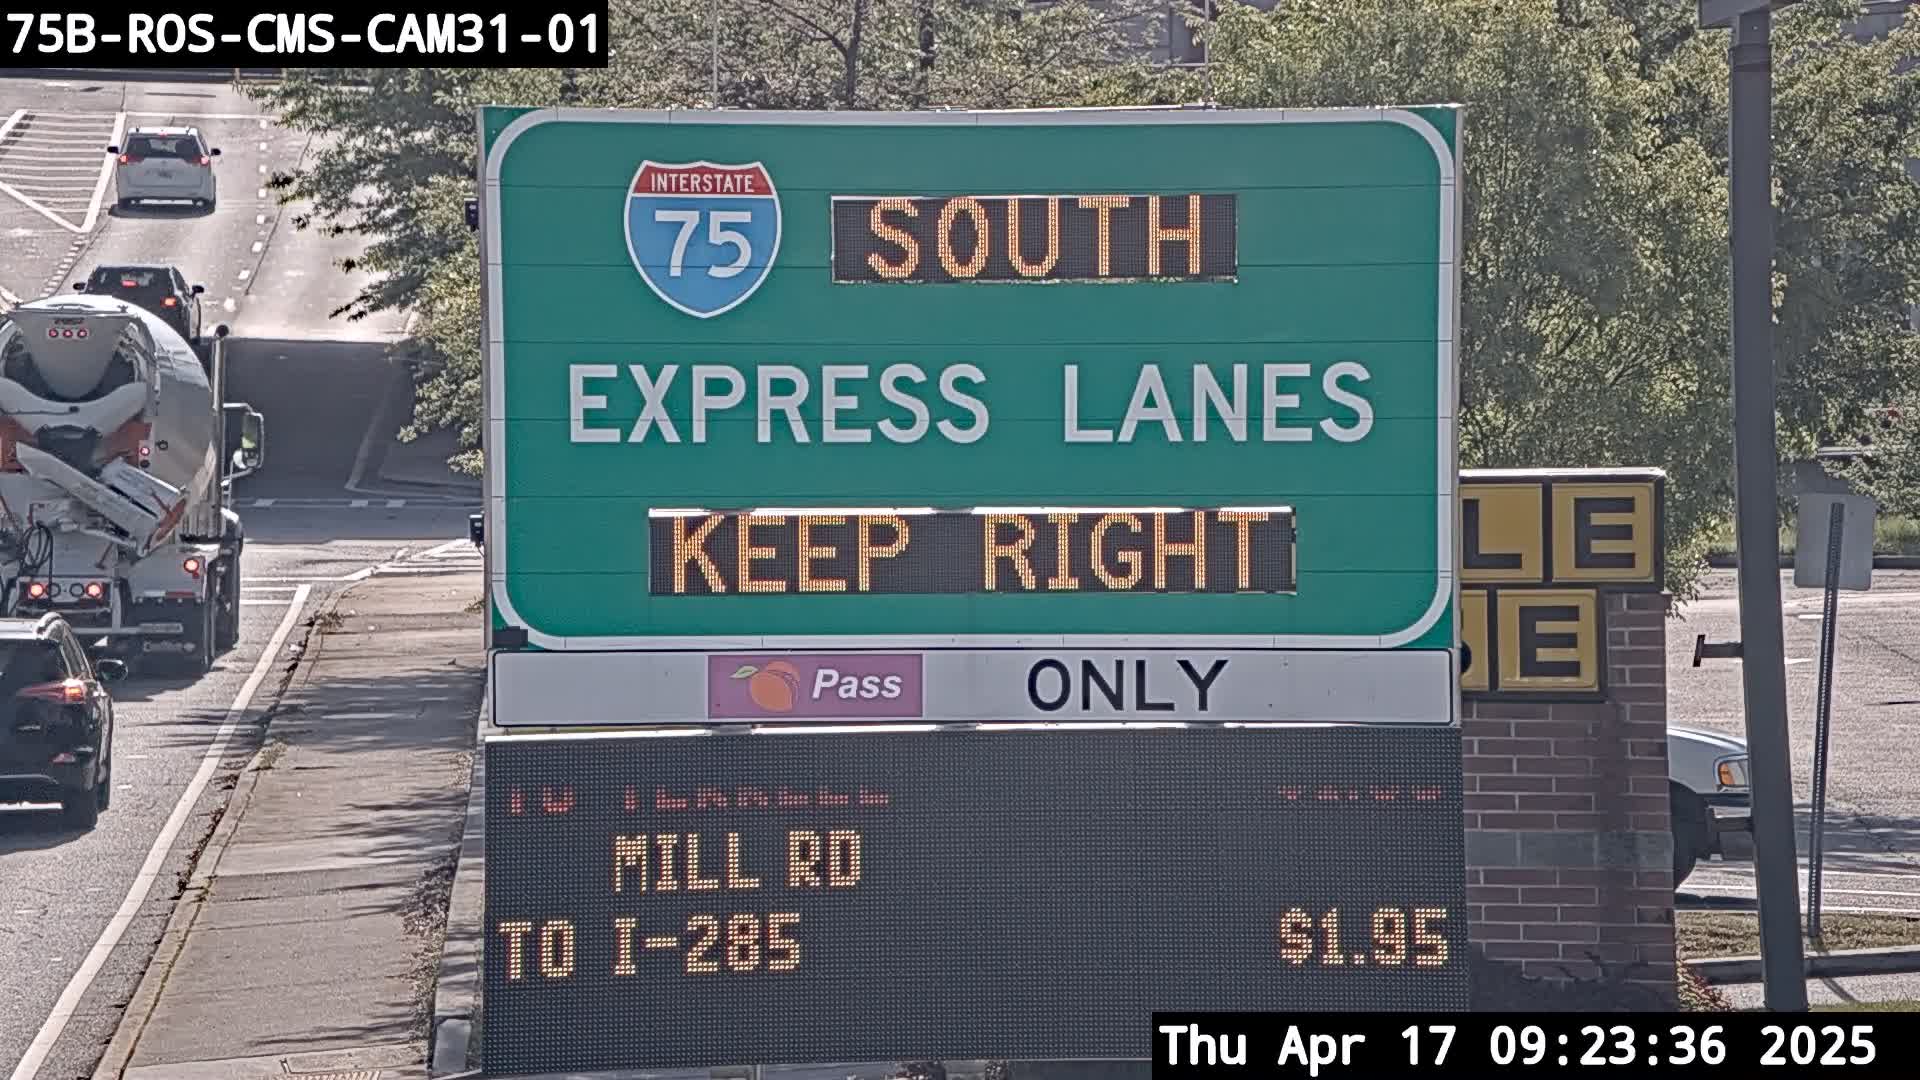 75B-ROS-CMS-CAM31-01
INTERSTATE
75
SOUTH
EXPRESS LANES
KEEP RIGHT
Pass ONLY
MILL RD
TO I-285 $1.95
LE
E
Thu Apr 17 09:23:36 2025